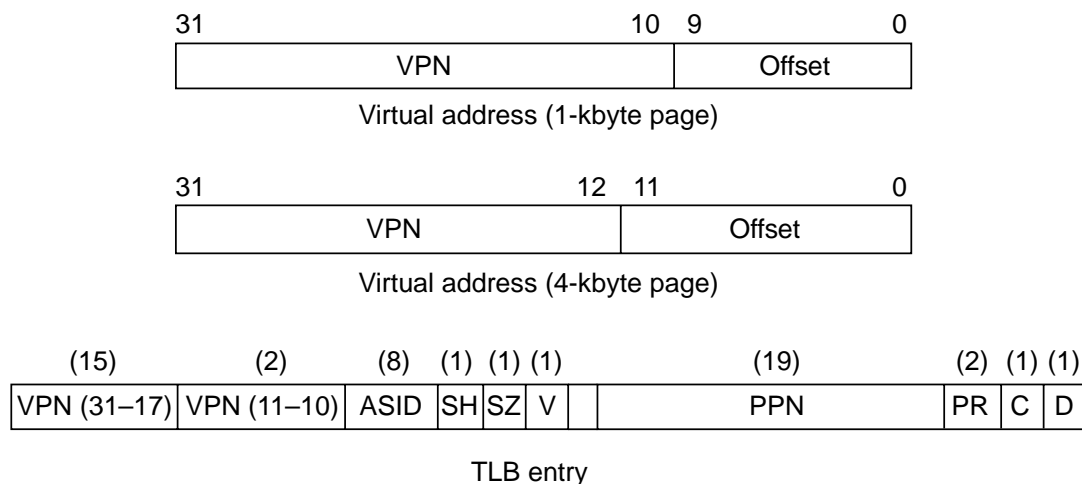 31 10 9 0
VPN Offset
Virtual address (1-kbyte page)
31 12 11 0
VPN Offset
Virtual address (4-kbyte page)
(15) (2) (8) (1) (1) (1) (19) (2) (1) (1)
VPN (31–17) VPN (11–10) ASID SH SZ V PPN PR C D
TLB entry